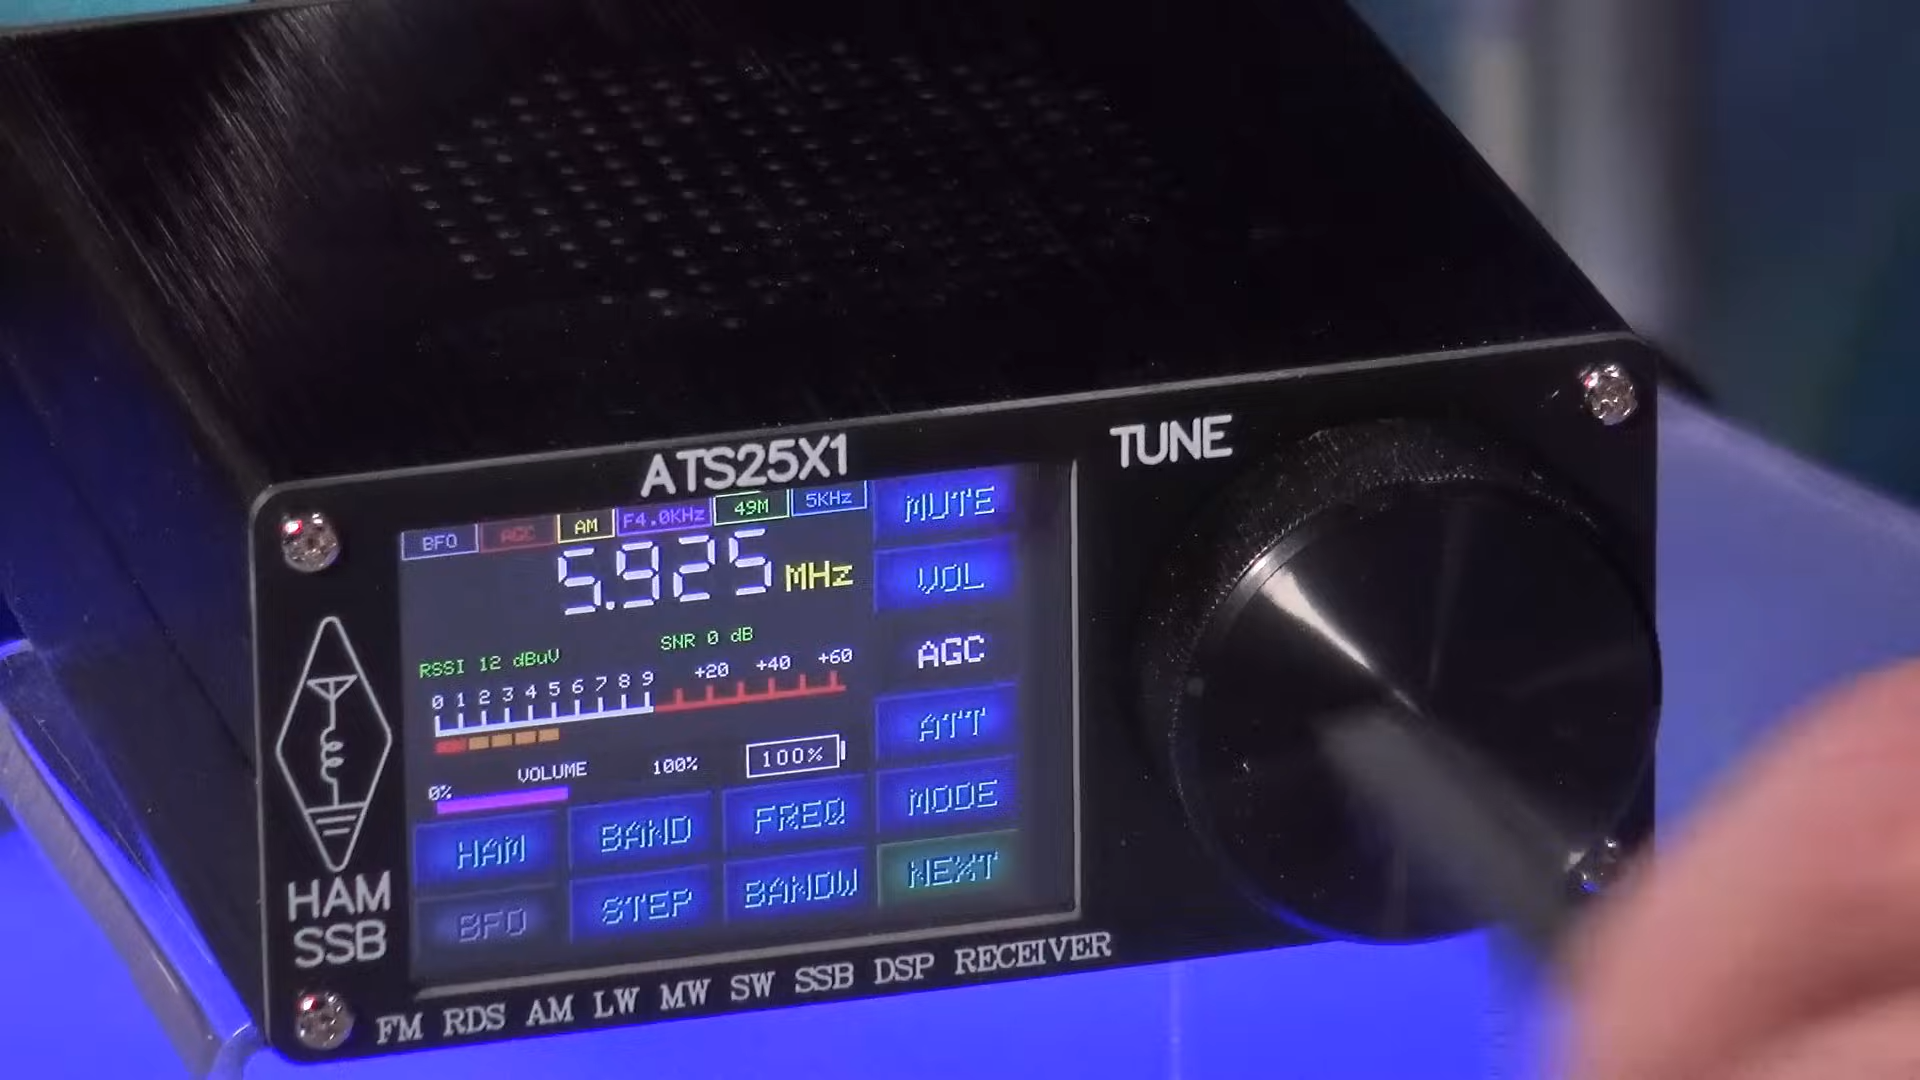 ATS25X1
TUNE
BFO AGC AM F4.0KHz 49M 5KHz
5.925 MHz
RSSI 12 dBuV SNR 0 dB
0 1 2 3 4 5 6 7 8 9 +20 +40 +60
VOLUME
0% 100% 100%
MUTE
VOL
AGC
ATT
MODE
HAM BAND FREQ NEXT
BFO STEP BANDW
HAM
SSB
FM RDS AM LW MW SW SSB DSP RECEIVER